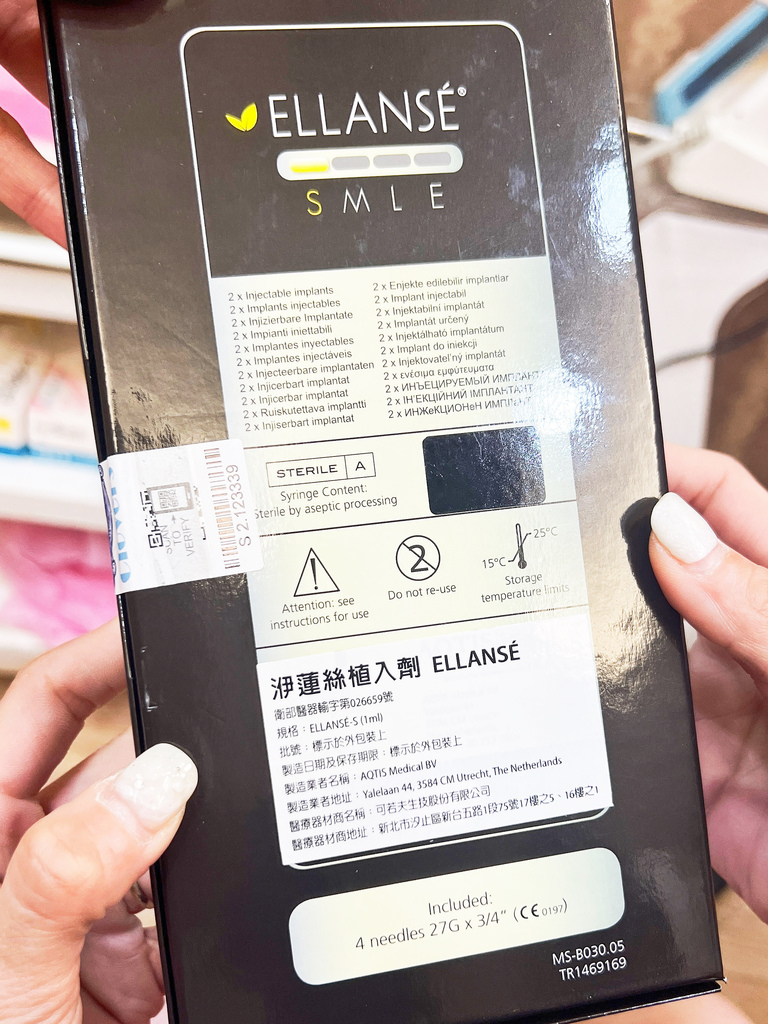 ELLANSÉ®
S M L E
2 x Injectable implants
2 x Implants injectables
2 x Injizierbare Implantate
2 x Impianti iniettabili
2 x Implantes inyectables
2 x Implantes injectáveis
2 x Injecteerbare implantaten
2 x Injicerbart implantat
2 x Injicerbar implantat
2 x Ruiskutettava implantti
2 x Injiserbart implantat
2 x Enjekte edilebilir implantlar
2 x Implant injectabil
2 x Injektabilni implantát
2 x Implantát určený
2 x Injektálható implantátum
2 x Implant do iniekcji
2 x Injektovateľný implantát
2 x ενέσιμα εμφύτευματα
2 x ИНЪЕЦИРУЕМЫЙ ИМПЛАНТ
2 x ІН'ЄКЦІЙНИЙ ІМПЛАНТАНТ
2 x ИНЖеКЦИОНеН ИМПЛАНТ
STERILE A
Syringe Content:
Sterile by aseptic processing
SCAN
TO
VERIFY
S 2.123339
2
15°C
25°C
Attention: see
instructions for use
Do not re-use
Storage
temperature limits
洢蓮絲植入劑 ELLANSÉ
衛部醫器輸字第026659號
規格：ELLANSÉ-S (1ml)
批號：標示於外包裝上
製造日期及保存期限：標示於外包裝上
製造業者名稱：AQTIS Medical BV
製造業者地址：Yalelaan 44, 3584 CM Utrecht, The Netherlands
醫療器材商名稱：可若夫生技股份有限公司
醫療器材商地址：新北市汐止區新台五路1段75號17樓之5、16樓之1
Included:
4 needles 27G x 3/4" (CE 0197)
MS-B030.05
TR1469169